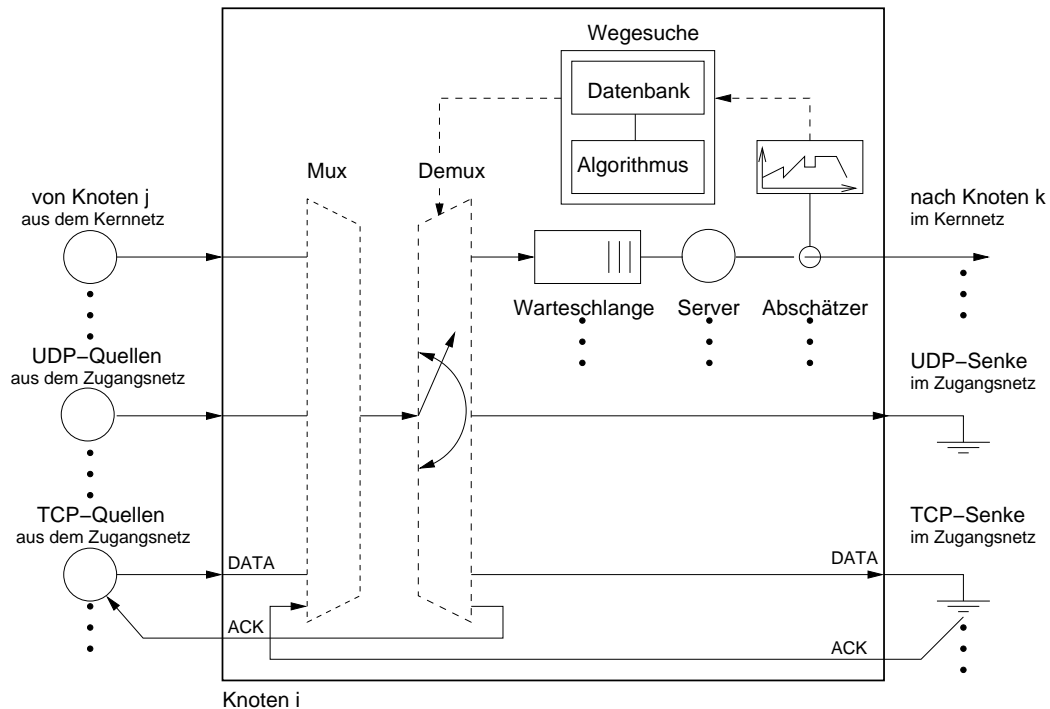 Wegesuche
Datenbank
Algorithmus
Mux
Demux
von Knoten j
aus dem Kernnetz
nach Knoten k
im Kernnetz
Warteschlange
Server
Abschätzer
UDP−Quellen
aus dem Zugangsnetz
UDP−Senke
im Zugangsnetz
TCP−Quellen
aus dem Zugangsnetz
TCP−Senke
im Zugangsnetz
DATA
DATA
ACK
ACK
Knoten i